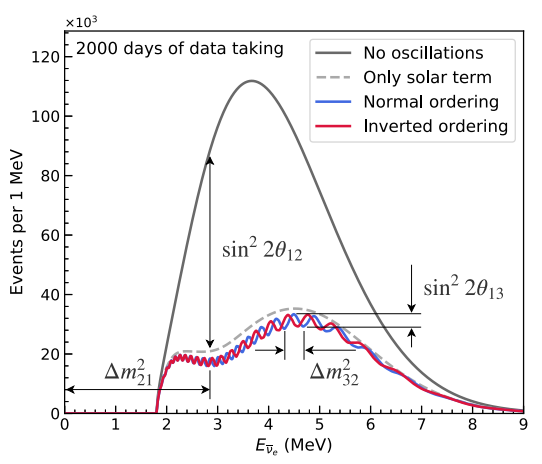 ×10³
2000 days of data taking
No oscillations
Only solar term
Normal ordering
Inverted ordering
Events per 1 MeV
120
100
80
60
40
20
0
sin² 2θ₁₂
sin² 2θ₁₃
Δm²₂₁
Δm²₃₂
0 1 2 3 4 5 6 7 8 9
E_ν̅ₑ (MeV)